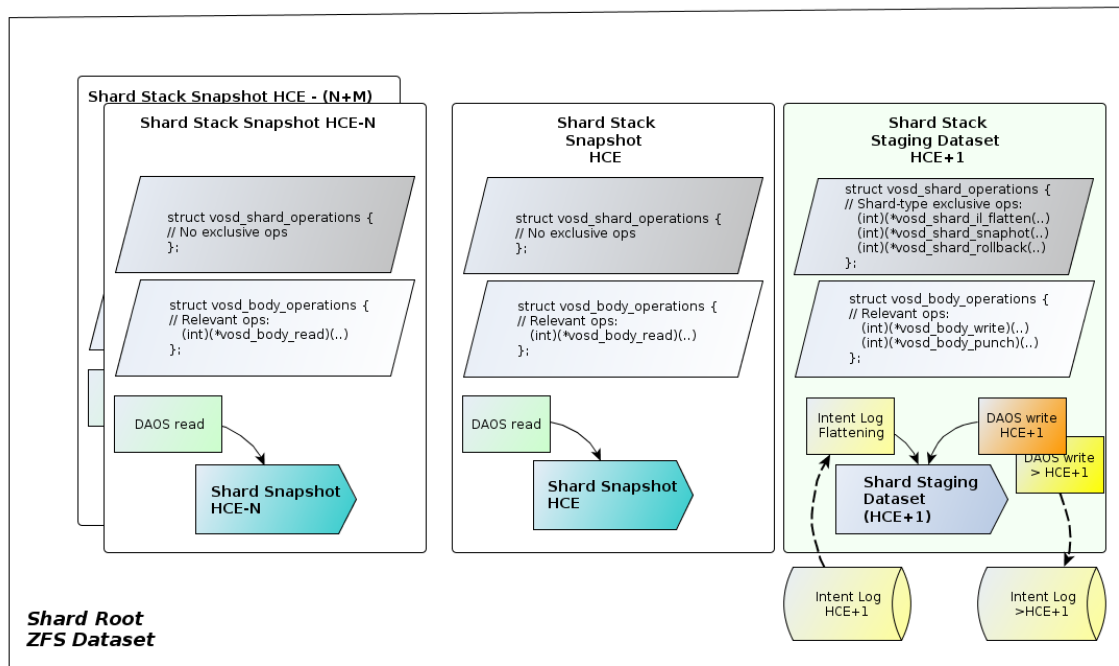 Shard Stack Snapshot HCE - (N+M)
Shard Stack Snapshot HCE-N
struct vosd_shard_operations {
// No exclusive ops
};
struct vosd_body_operations {
// Relevant ops:
(int)(*vosd_body_read)(..)
};
DAOS read
Shard Snapshot
HCE-N
Shard Stack
Snapshot
HCE
struct vosd_shard_operations {
// No exclusive ops
};
struct vosd_body_operations {
// Relevant ops:
(int)(*vosd_body_read)(..)
};
DAOS read
Shard Snapshot
HCE
Shard Stack
Staging Dataset
HCE+1
struct vosd_shard_operations {
// Shard-type exclusive ops:
(int)(*vosd_shard_il_flatten(..)
(int)(*vosd_shard_snaphot(..)
(int)(*vosd_shard_rollback(..)
};
struct vosd_body_operations {
// Relevant ops:
(int)(*vosd_body_write)(..)
(int)(*vosd_body_punch)(..)
};
Intent Log
Flattening
DAOS write
HCE+1
DAOS write
> HCE+1
Shard Staging
Dataset
(HCE+1)
Intent Log
HCE+1
Intent Log
>HCE+1
Shard Root
ZFS Dataset